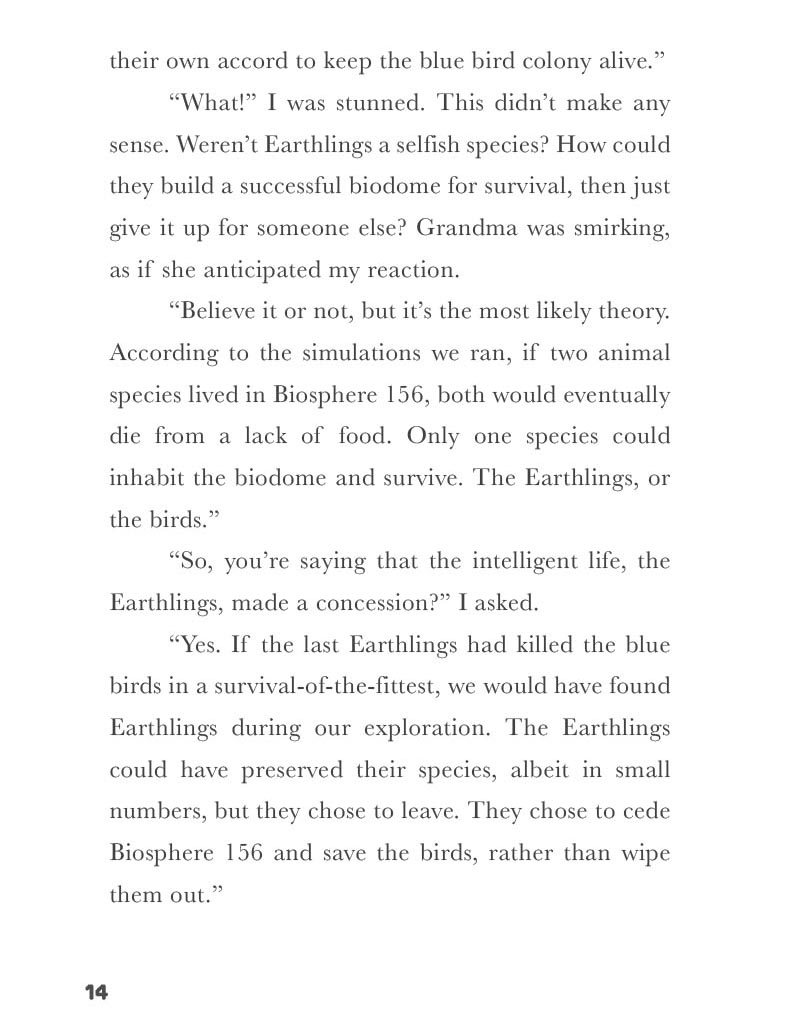 their own accord to keep the blue bird colony alive.”
“What!” I was stunned. This didn’t make any
sense. Weren’t Earthlings a selfish species? How could
they build a successful biodome for survival, then just
give it up for someone else? Grandma was smirking,
as if she anticipated my reaction.
“Believe it or not, but it’s the most likely theory.
According to the simulations we ran, if two animal
species lived in Biosphere 156, both would eventually
die from a lack of food. Only one species could
inhabit the biodome and survive. The Earthlings, or
the birds.”
“So, you’re saying that the intelligent life, the
Earthlings, made a concession?” I asked.
“Yes. If the last Earthlings had killed the blue
birds in a survival-of-the-fittest, we would have found
Earthlings during our exploration. The Earthlings
could have preserved their species, albeit in small
numbers, but they chose to leave. They chose to cede
Biosphere 156 and save the birds, rather than wipe
them out.”
14